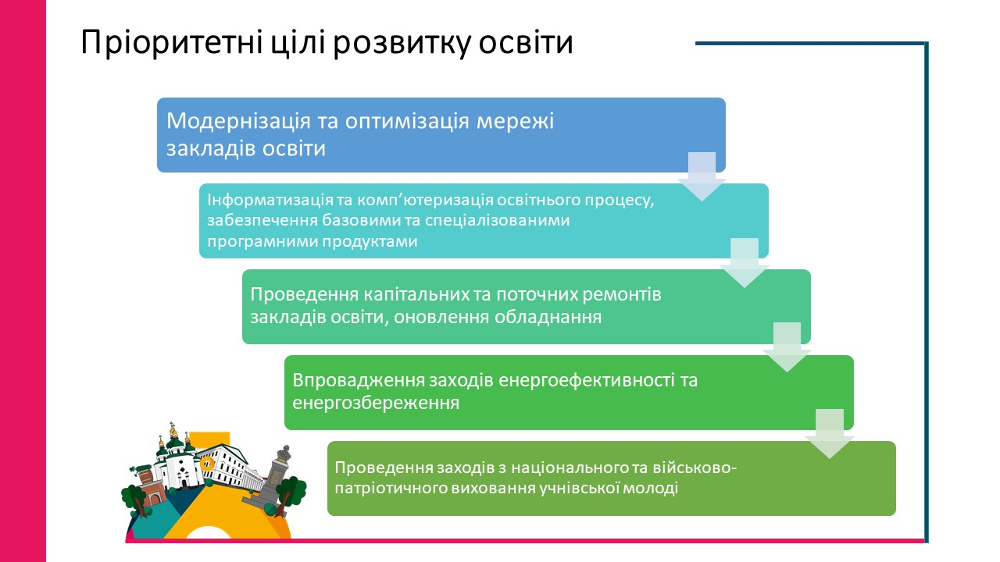 Пріоритетні цілі розвитку освіти
Модернізація та оптимізація мережі
закладів освіти
Інформатизація та комп’ютеризація освітнього процесу,
забезпечення базовими та спеціалізованими
програмними продуктами
Проведення капітальних та поточних ремонтів
закладів освіти, оновлення обладнання
Впровадження заходів енергоефективності та
енергозбереження
Проведення заходів з національного та військово-
патріотичного виховання учнівської молоді